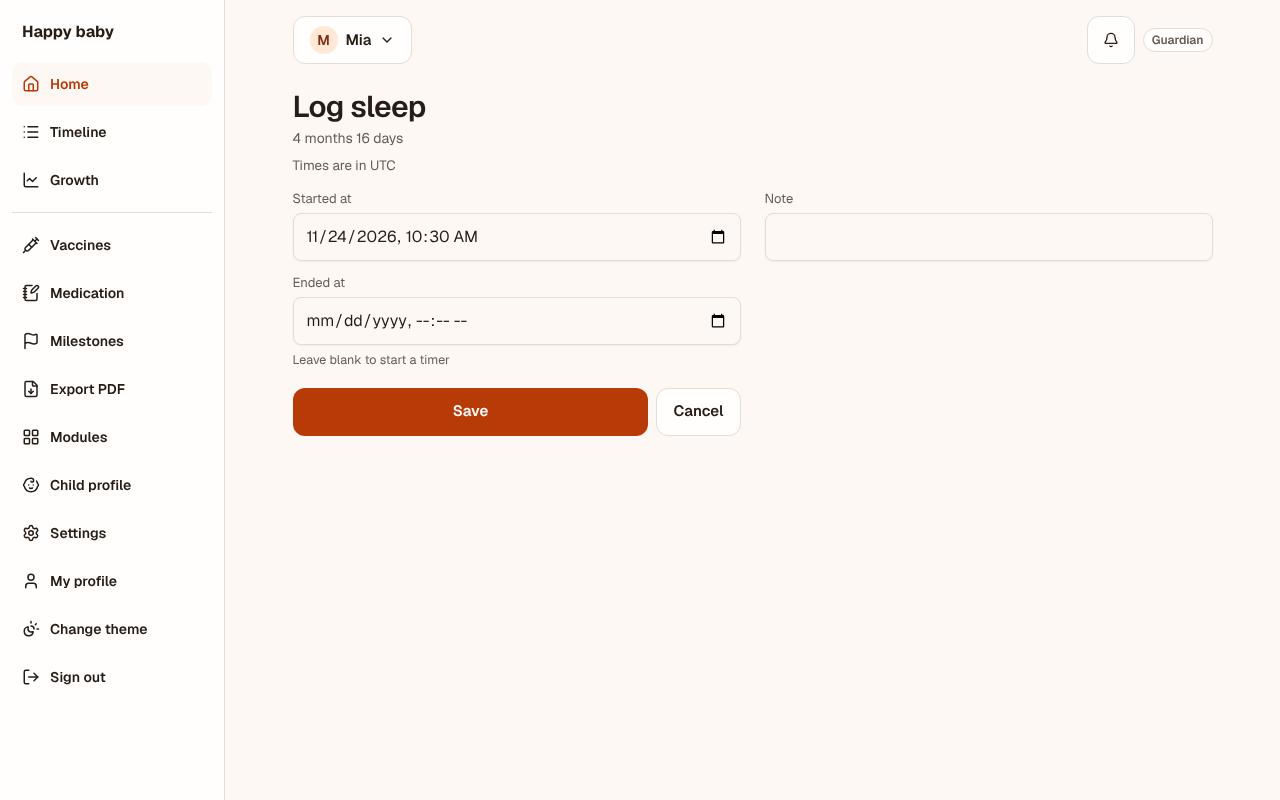 Happy baby
Home
Timeline
Growth
Vaccines
Medication
Milestones
Export PDF
Modules
Child profile
Settings
My profile
Change theme
Sign out
M Mia
Guardian
Log sleep
4 months 16 days
Times are in UTC
Started at
11/24/2026, 10:30 AM
Note
Ended at
mm/dd/yyyy, --:-- --
Leave blank to start a timer
Save
Cancel